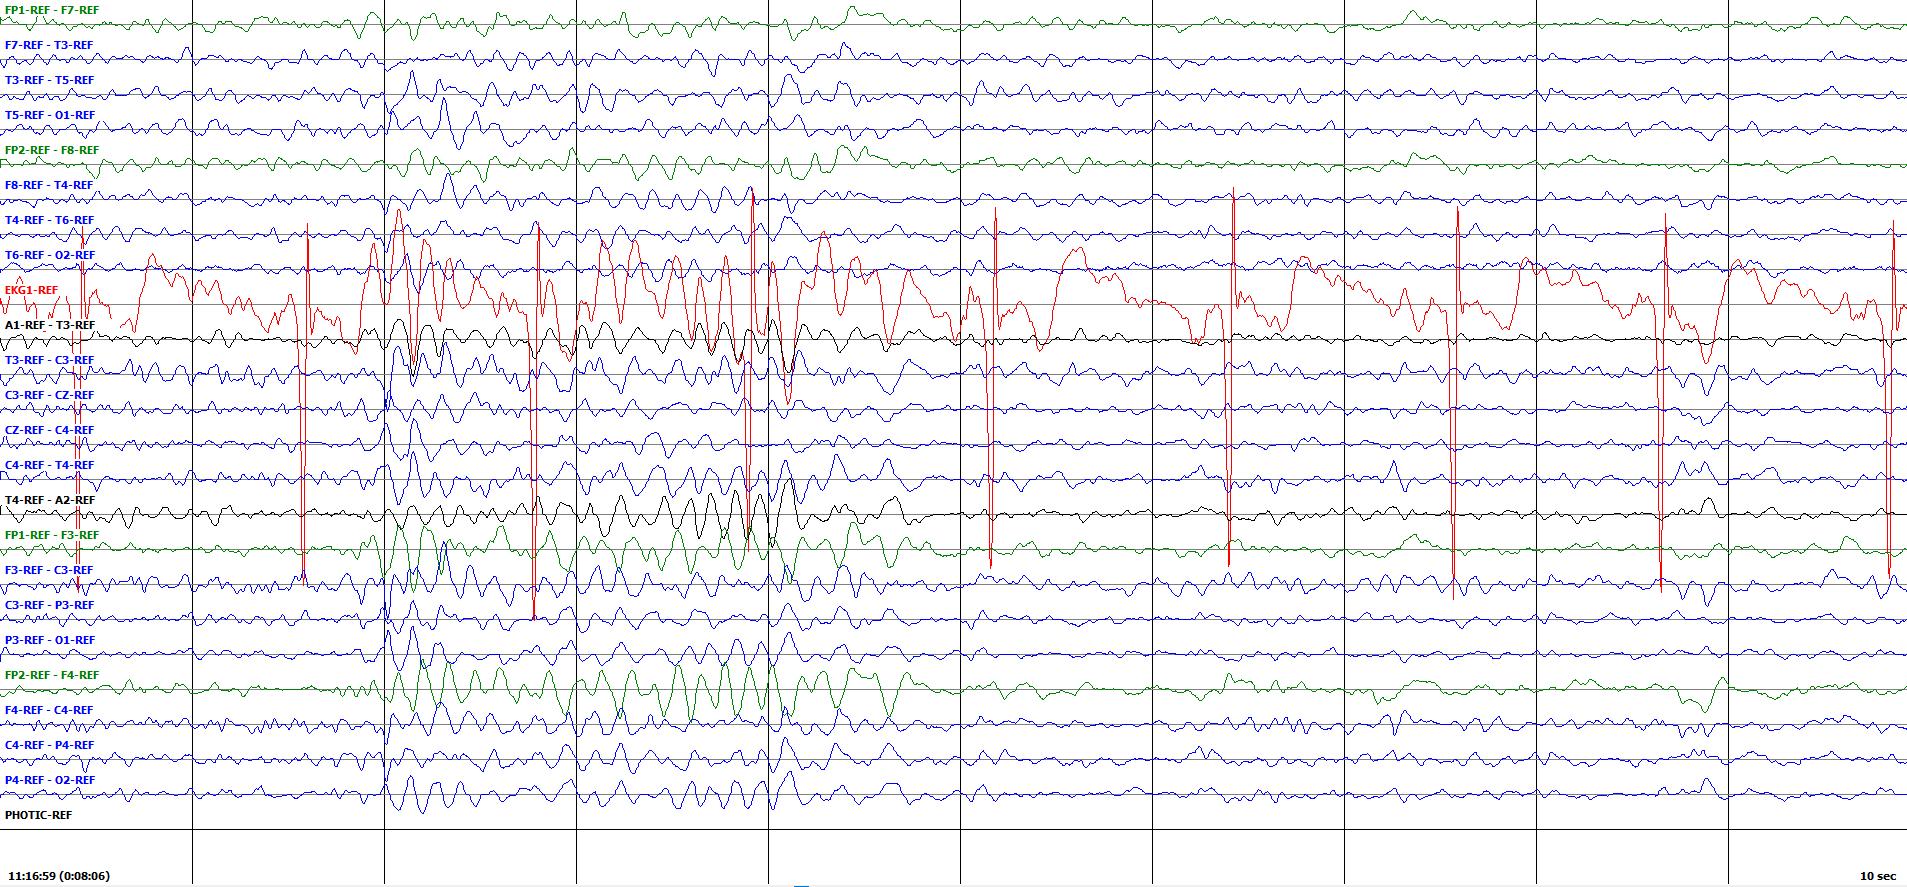 FP1-REF - F7-REF
F7-REF - T3-REF
T3-REF - T5-REF
T5-REF - O1-REF
FP2-REF - F8-REF
F8-REF - T4-REF
T4-REF - T6-REF
T6-REF - O2-REF
EKG1-REF
A1-REF - T3-REF
T3-REF - C3-REF
C3-REF - CZ-REF
CZ-REF - C4-REF
C4-REF - T4-REF
T4-REF - A2-REF
FP1-REF - F3-REF
F3-REF - C3-REF
C3-REF - P3-REF
P3-REF - O1-REF
FP2-REF - F4-REF
F4-REF - C4-REF
C4-REF - P4-REF
P4-REF - O2-REF
PHOTIC-REF
11:16:59 (0:08:06)
10 sec